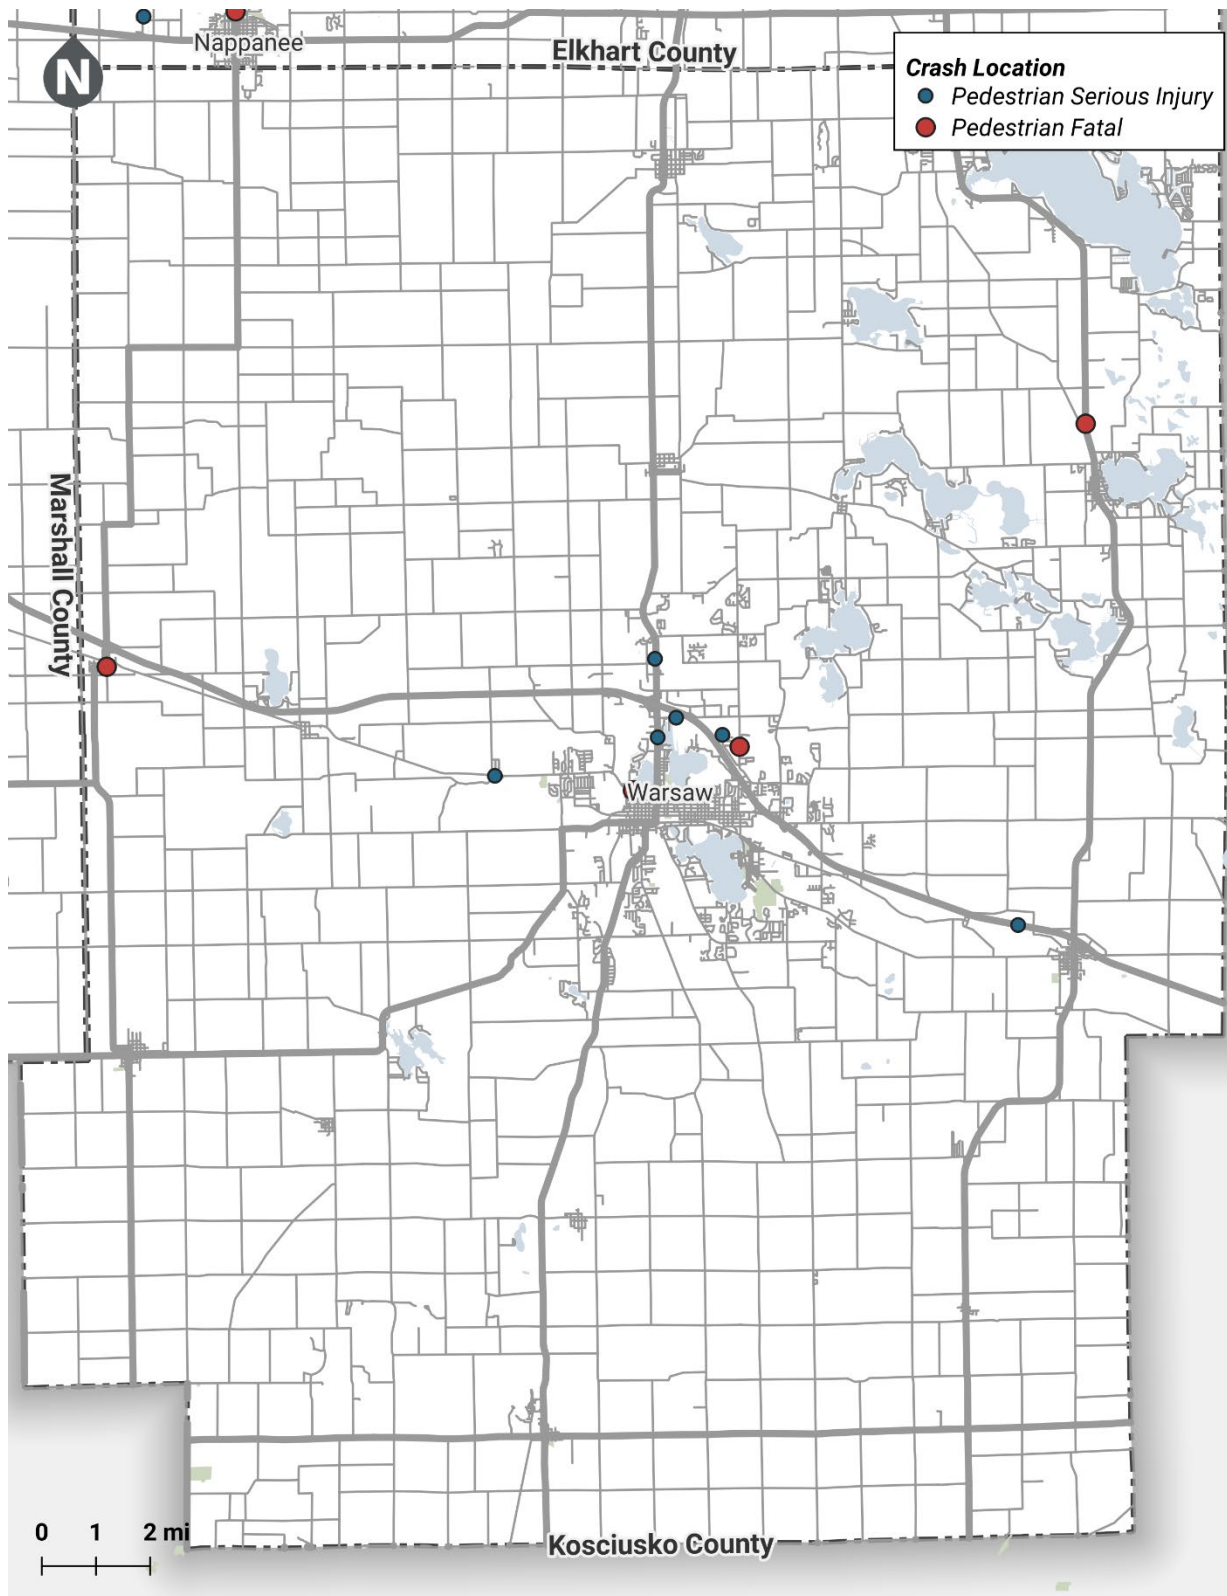 Nappanee
Elkhart County
N
Crash Location
Pedestrian Serious Injury
Pedestrian Fatal
Marshall County
Warsaw
0 1 2 mi
Kosciusko County